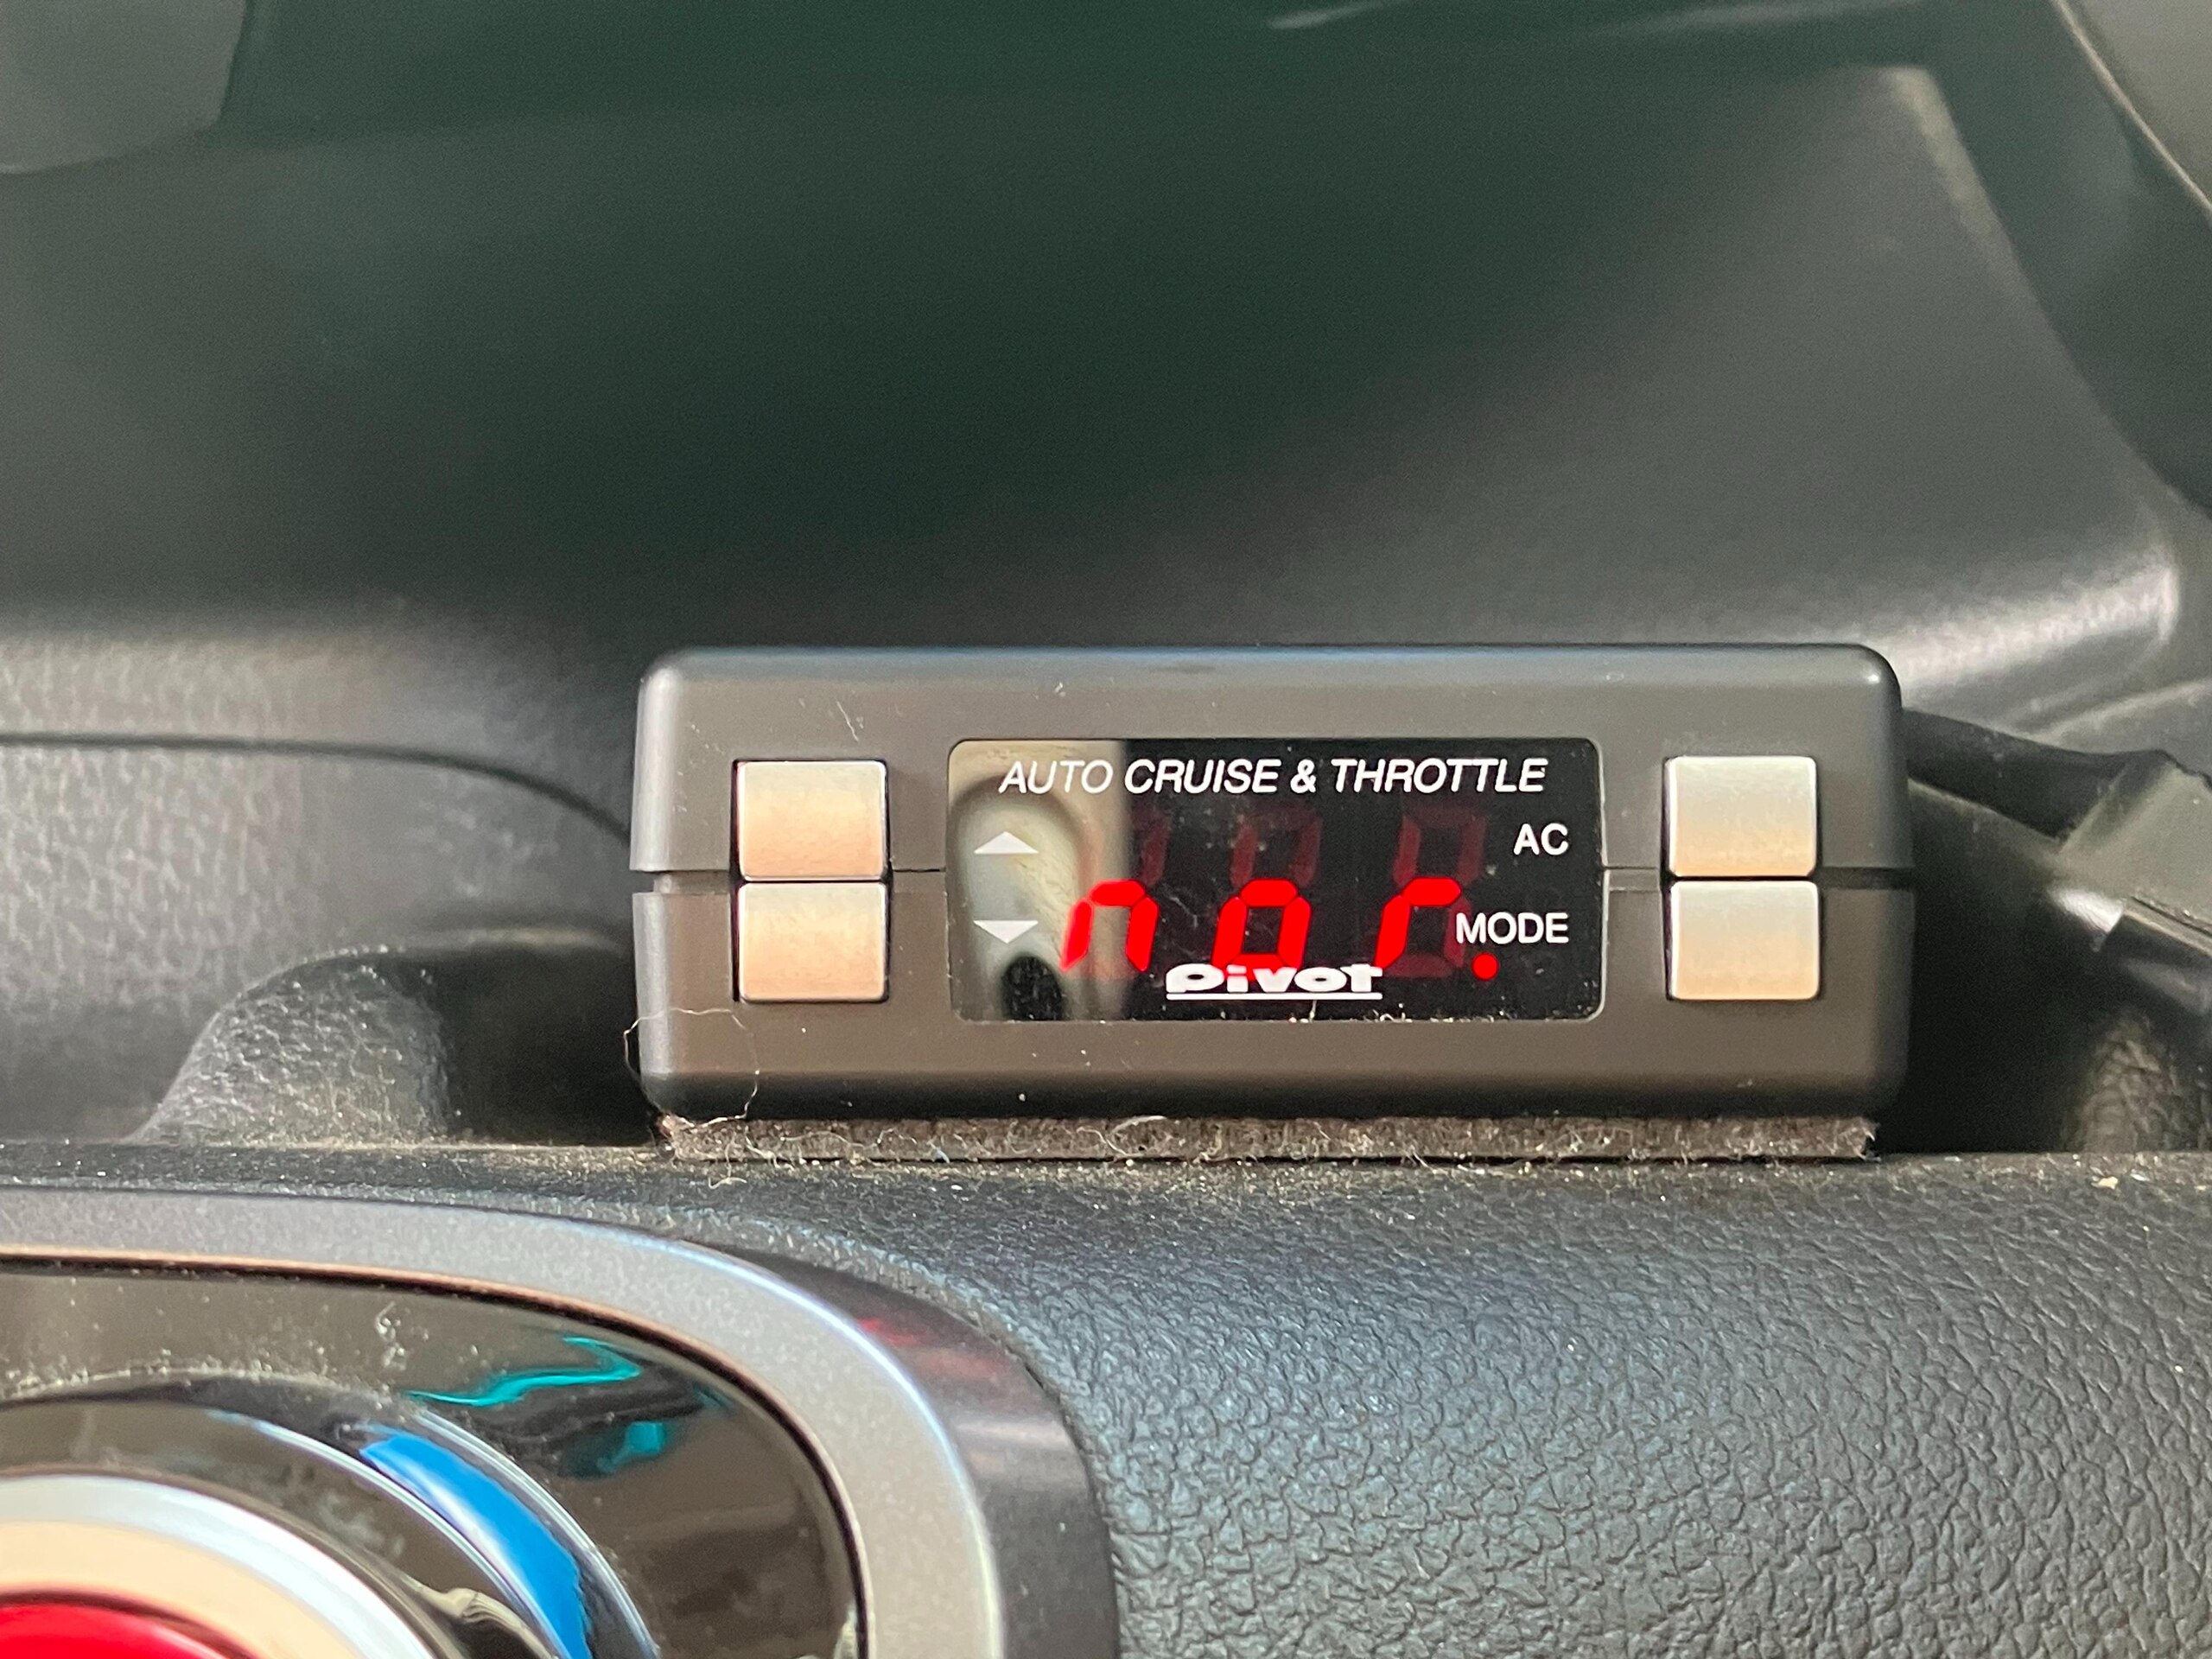 AUTO CRUISE & THROTTLE
AC
nor.
MODE
pivot